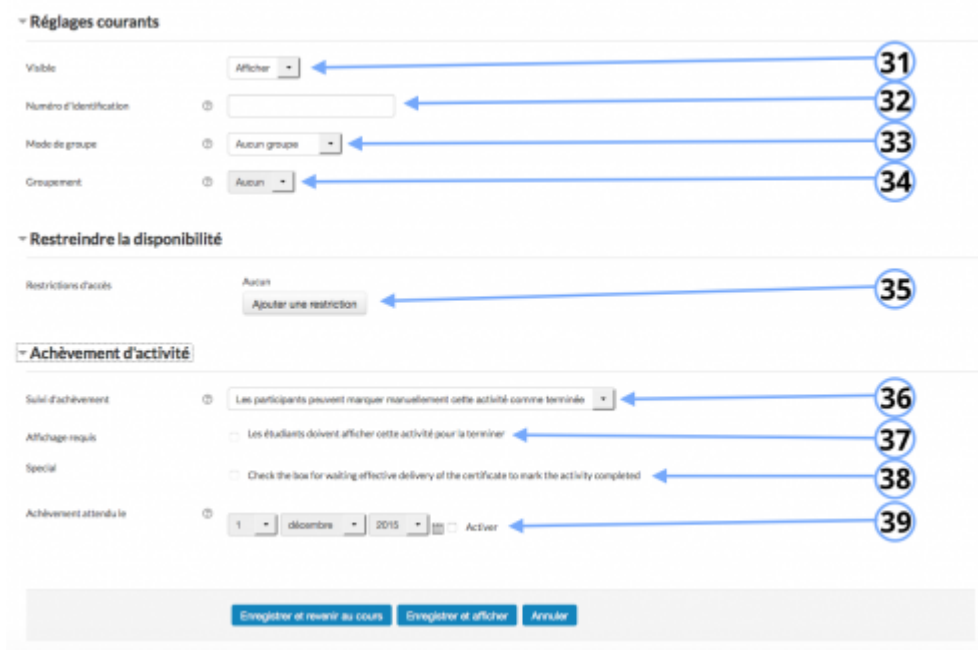 Réglages courants
Visible Afficher 31
Numéro d'identification 32
Mode de groupe Aucun groupe 33
Groupement Aucun 34
Restreindre la disponibilité
Restrictions d'accès Aucun
Ajouter une restriction 35
Achèvement d'activité
Suivi d'achèvement Les participants peuvent marquer manuellement cette activité comme terminée 36
Affichage requis Les étudiants doivent afficher cette activité pour la terminer 37
Special Check the box for waiting effective delivery of the certificate to mark the activity completed 38
Achèvement attendu le 1 décembre 2015 Activer 39
Enregistrer et revenir au cours Enregistrer et afficher Annuler